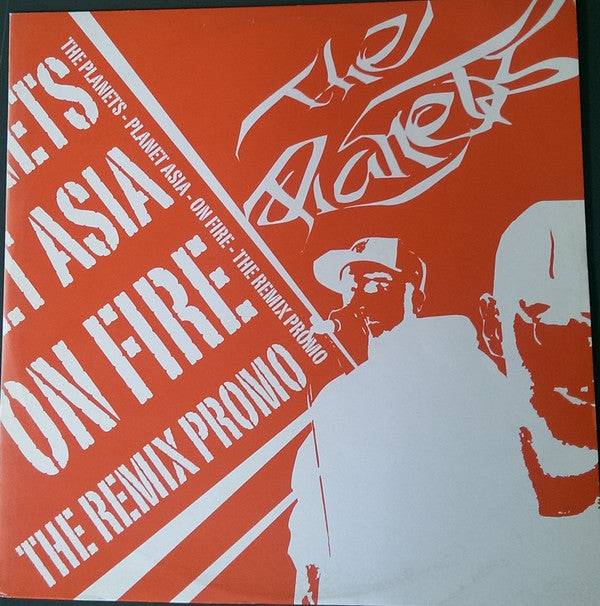 The
Planets
THE PLANETS - PLANET ASIA - ON FIRE - THE REMIX PROMO
ETS
T ASIA
ON FIRE
THE REMIX PROMO